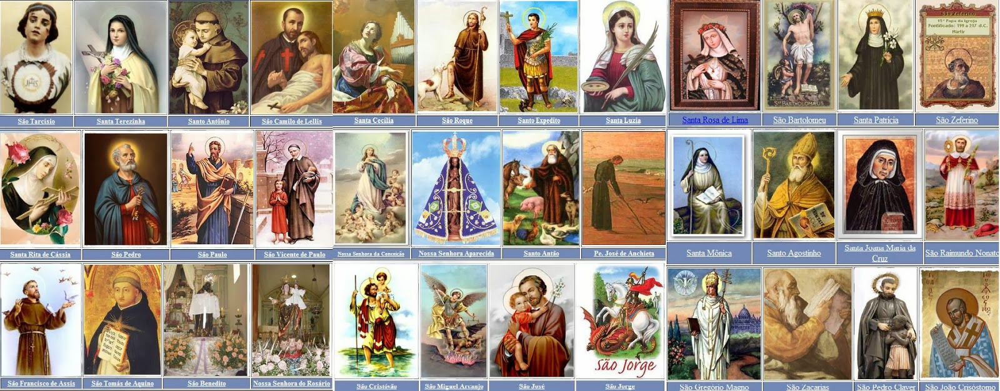 São Zeferino
15º Papa da Igreja
Pontificado: 199 a 217 d.C.
Mártir
JHS
Sta BARTHOLOMAEUS
São Tarcísio
Santa Terezinha
Santo Antônio
São Camilo de Lellis
Santa Cecília
São Roque
Santo Expedito
Santa Luzia
Santa Rosa de Lima
São Bartolomeu
Santa Patrícia
São Zeferino
Santa Rita de Cássia
São Pedro
São Paulo
São Vicente de Paulo
Nossa Senhora da Conceição
Nossa Senhora Aparecida
Santo Antão
Pe. José de Anchieta
Santa Mônica
Santo Agostinho
Santa Joana Maria da
Cruz
São Raimundo Nonato
São Jorge
São Francisco de Assis
São Tomás de Aquino
São Benedito
Nossa Senhora do Rosário
São Cristóvão
São Miguel Arcanjo
São José
São Jorge
São Gregório Magno
São Zacarias
São Pedro Claver
São João Crisóstomo